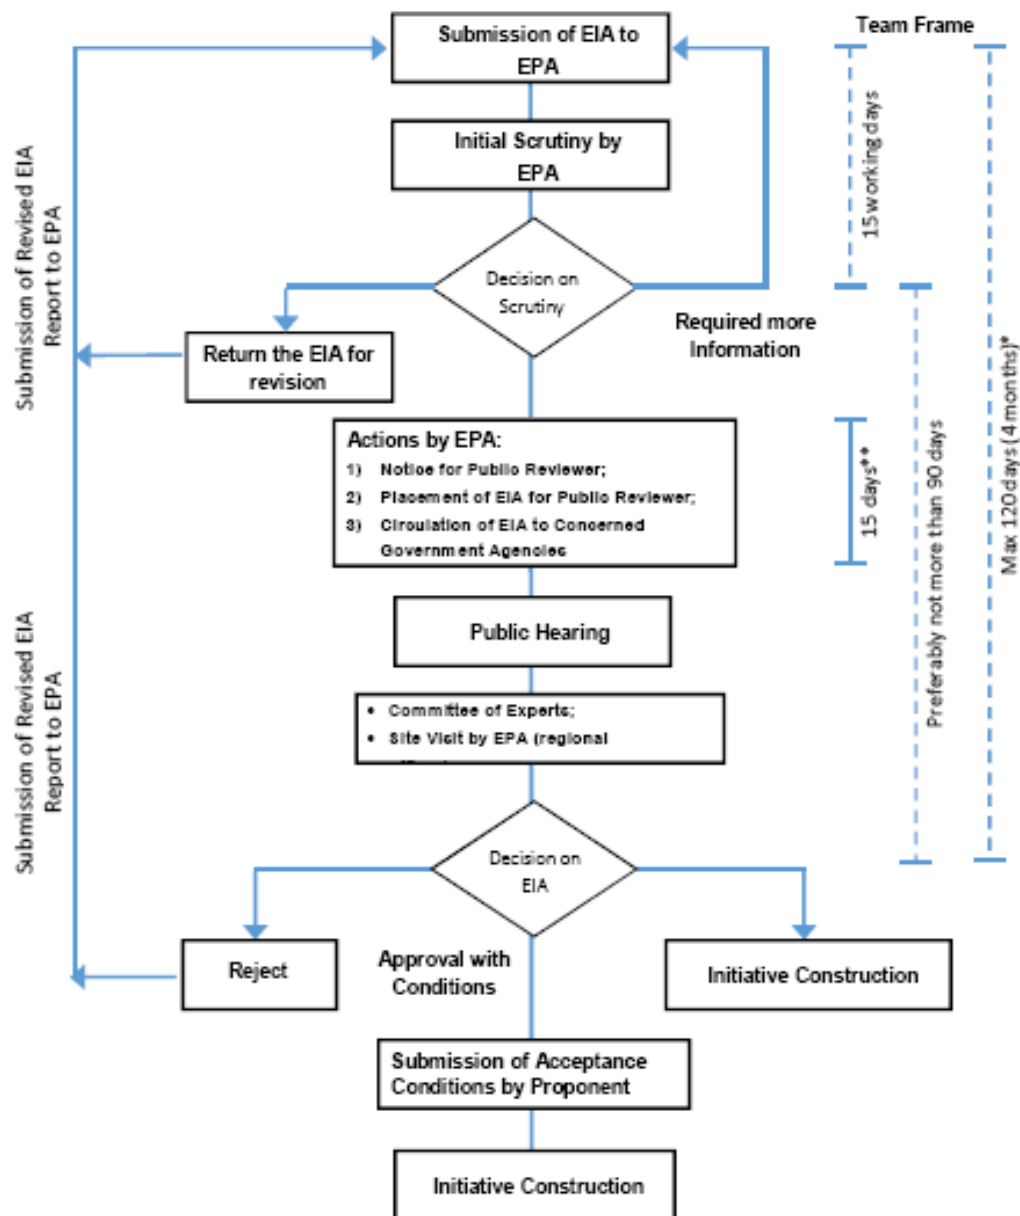 Team Frame
Submission of EIA to
EPA
Initial Scrutiny by
EPA
15working days
Decision on
Scrutiny
Required more
Information
Submission of Revised EIA
Report to EPA
Return the EIA for
revision
Actions by EPA:
1) Notice for Public Reviewer;
2) Placement of EIA for Public Reviewer;
3) Circulation of EIA to Concerned
Government Agencies
15 days**
Preferably not more than 90 days
Max 120days( 4 months)*
Public Hearing
• Committee of Experts;
• Site Visit by EPA (regional
Submission of Revised EIA
Report to EPA
Decision on
EIA
Reject
Approval with
Conditions
Initiative Construction
Submission of Acceptance
Conditions by Proponent
Initiative Construction